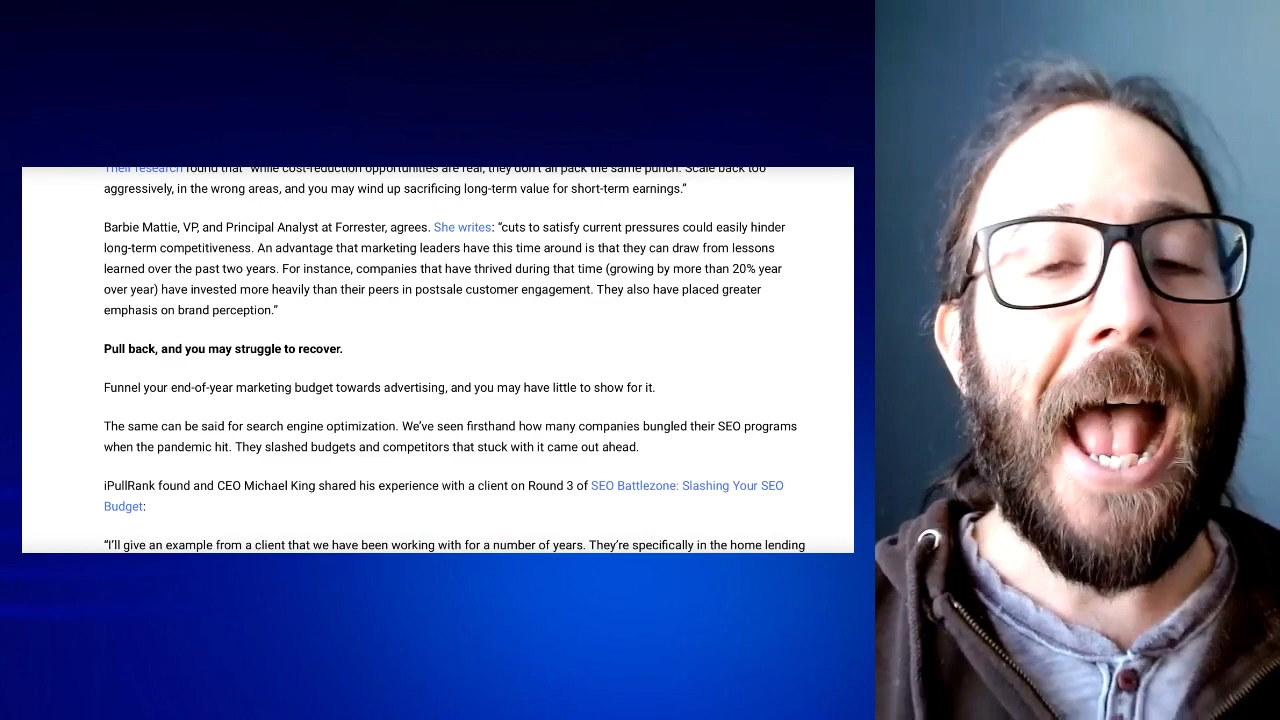 Their research found that "while cost-reduction opportunities are real, they don't all pack the same punch. Scale back too
aggressively, in the wrong areas, and you may wind up sacrificing long-term value for short-term earnings.”
Barbie Mattie, VP, and Principal Analyst at Forrester, agrees. She writes: “cuts to satisfy current pressures could easily hinder
long-term competitiveness. An advantage that marketing leaders have this time around is that they can draw from lessons
learned over the past two years. For instance, companies that have thrived during that time (growing by more than 20% year
over year) have invested more heavily than their peers in postsale customer engagement. They also have placed greater
emphasis on brand perception.”
Pull back, and you may struggle to recover.
Funnel your end-of-year marketing budget towards advertising, and you may have little to show for it.
The same can be said for search engine optimization. We’ve seen firsthand how many companies bungled their SEO programs
when the pandemic hit. They slashed budgets and competitors that stuck with it came out ahead.
iPullRank found and CEO Michael King shared his experience with a client on Round 3 of SEO Battlezone: Slashing Your SEO
Budget:
“I’ll give an example from a client that we have been working with for a number of years. They’re specifically in the home lending